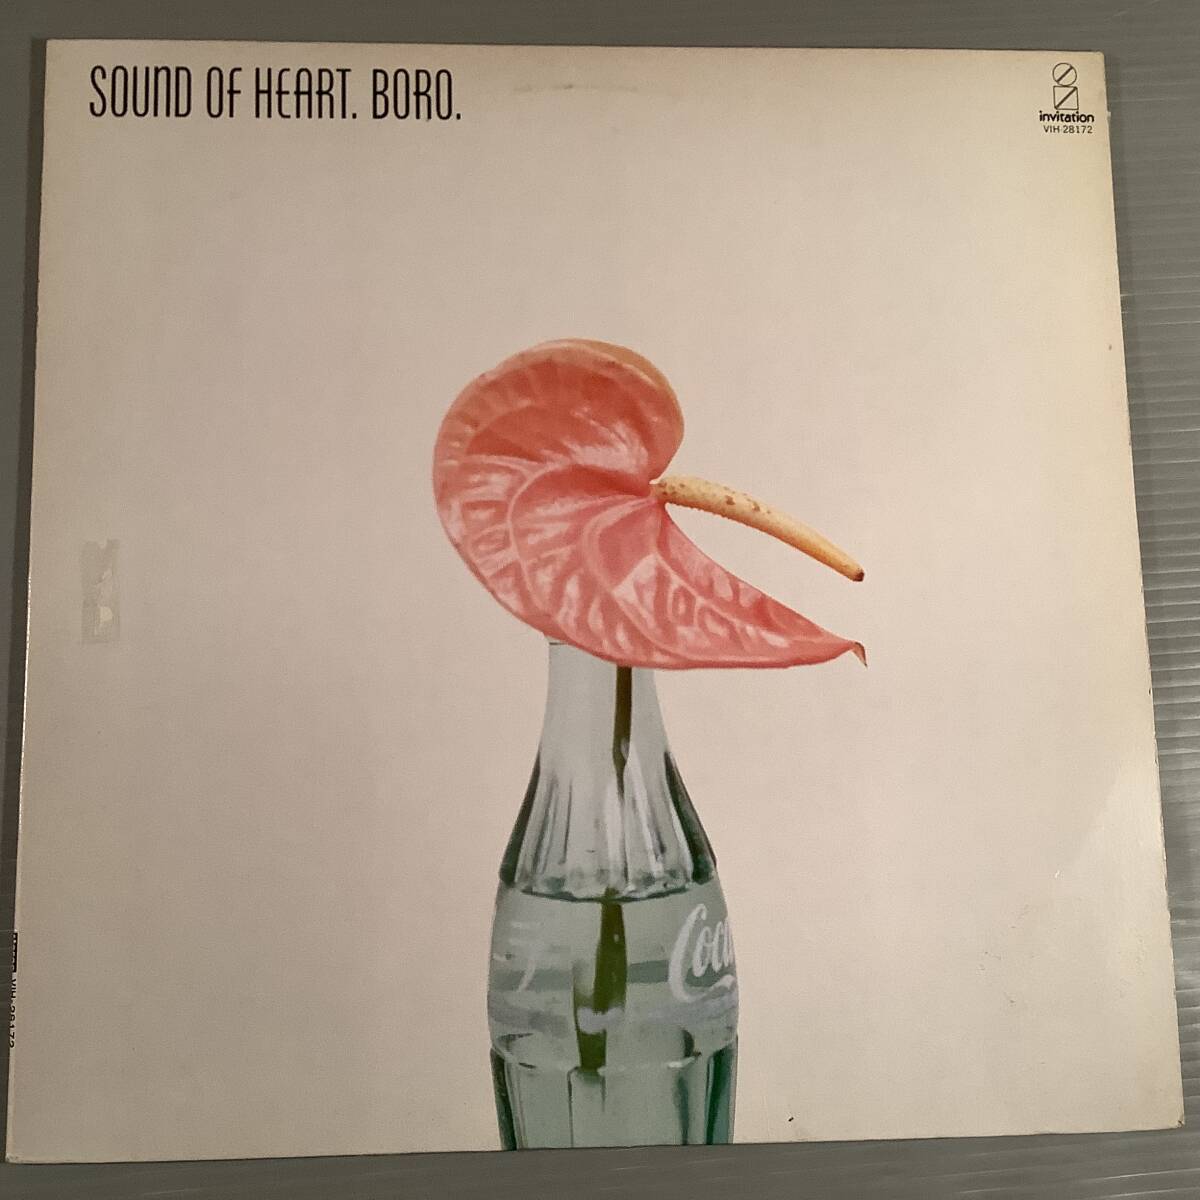 SOUND OF HEART. BORO.
invitation
VIH-28172
Coca